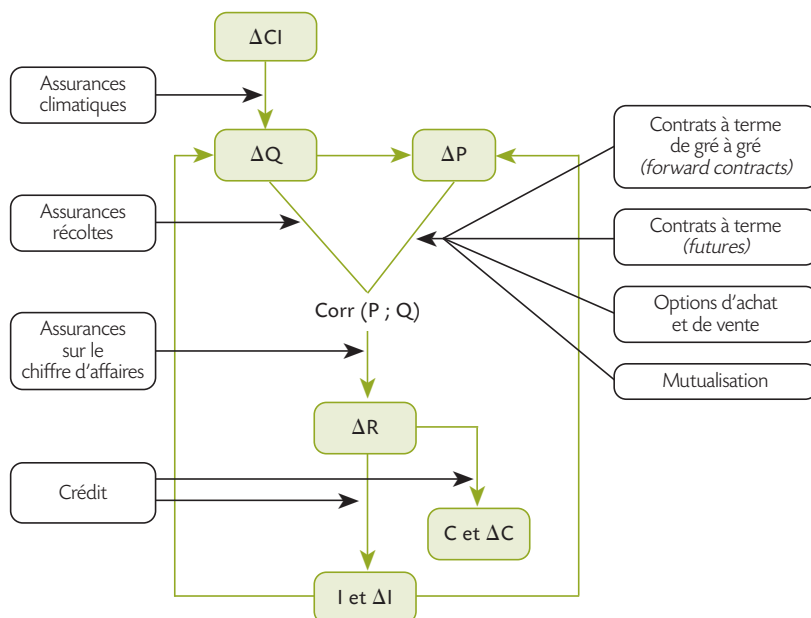 ΔCI
Assurances
climatiques
ΔQ
ΔP
Contrats à terme
de gré à gré
(forward contracts)
Assurances
récoltes
Contrats à terme
(futures)
Corr (P ; Q)
Options d'achat
et de vente
Assurances
sur le
chiffre d'affaires
Mutualisation
ΔR
Crédit
C et ΔC
I et ΔI